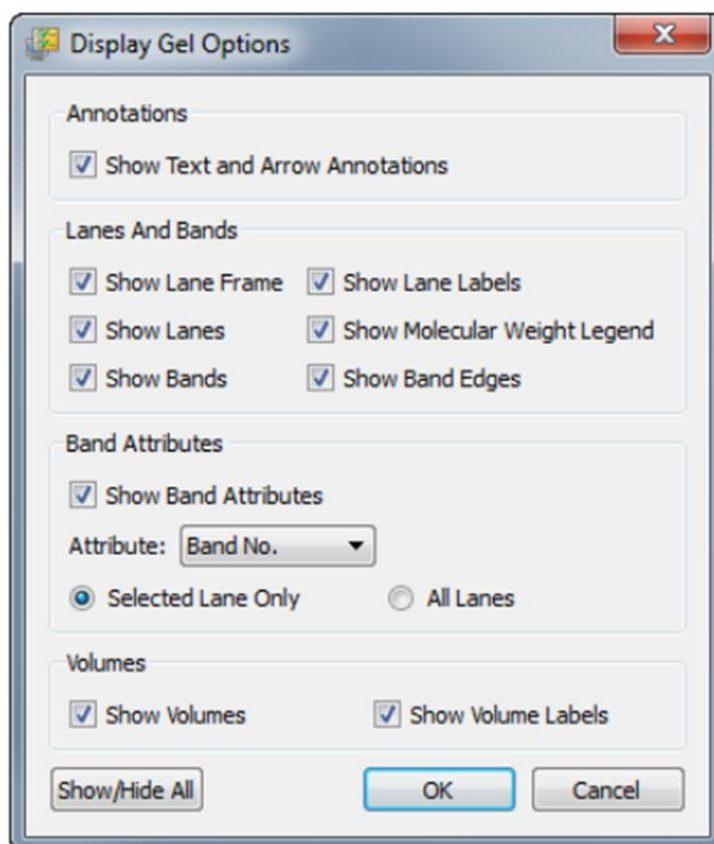 Display Gel Options
Annotations
Show Text and Arrow Annotations
Lanes And Bands
Show Lane Frame Show Lane Labels
Show Lanes Show Molecular Weight Legend
Show Bands Show Band Edges
Band Attributes
Show Band Attributes
Attribute: Band No.
Selected Lane Only All Lanes
Volumes
Show Volumes Show Volume Labels
Show/Hide All OK Cancel